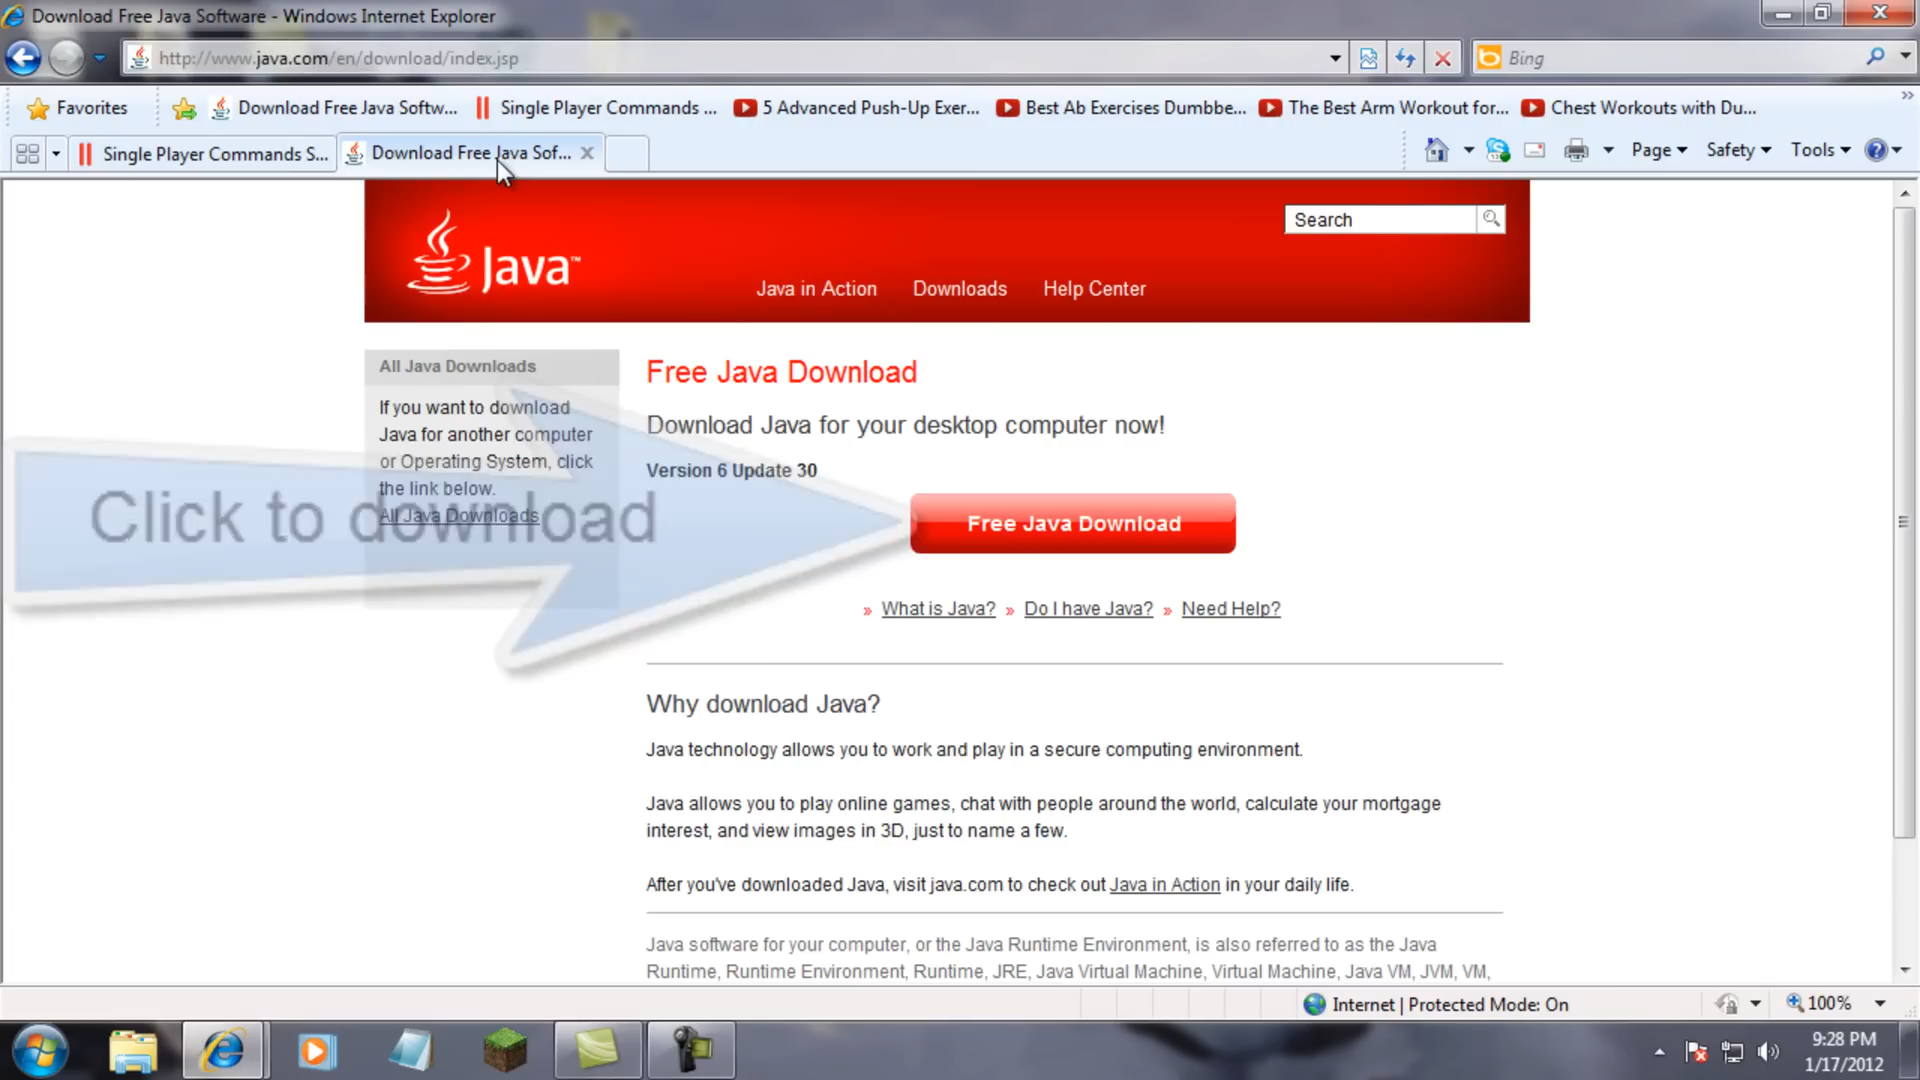 Download Free Java Software - Windows Internet Explorer
http://www.java.com/en/download/index.jsp
Bing
Favorites
Download Free Java Softw...
Single Player Commands ...
5 Advanced Push-Up Exer...
Best Ab Exercises Dumbbe...
The Best Arm Workout for...
Chest Workouts with Du...
Single Player Commands S...
Download Free Java Sof...
Page
Safety
Tools
Java™
Search
Java in Action
Downloads
Help Center
All Java Downloads
If you want to download
Java for another computer
or Operating System, click
the link below.
All Java Downloads
Click to download
Free Java Download
Download Java for your desktop computer now!
Version 6 Update 30
Free Java Download
» What is Java? » Do I have Java? » Need Help?
Why download Java?
Java technology allows you to work and play in a secure computing environment.
Java allows you to play online games, chat with people around the world, calculate your mortgage
interest, and view images in 3D, just to name a few.
After you've downloaded Java, visit java.com to check out Java in Action in your daily life.
Java software for your computer, or the Java Runtime Environment, is also referred to as the Java
Runtime, Runtime Environment, Runtime, JRE, Java Virtual Machine, Virtual Machine, Java VM, JVM, VM,
Internet | Protected Mode: On
100%
9:28 PM
1/17/2012